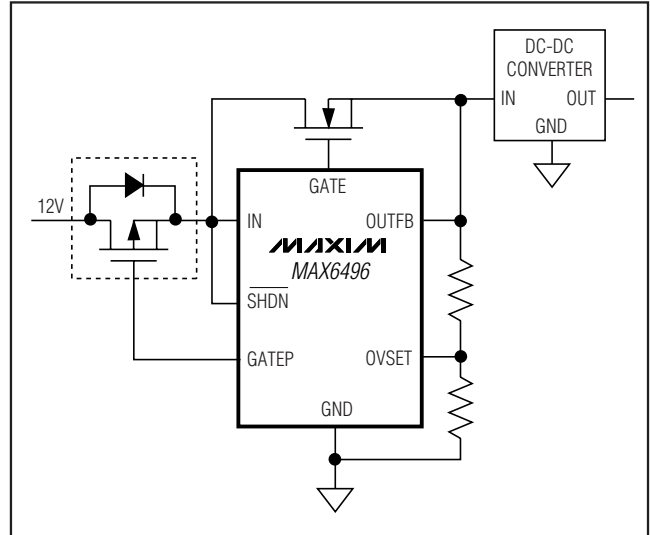 DC-DC
CONVERTER
IN OUT
GND
GATE
12V
IN OUTFB
MAXIM
MAX6496
SHDN
GATEP OVSET
GND